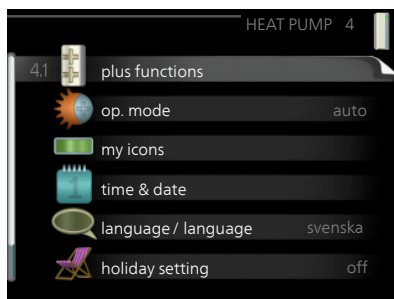 HEAT PUMP 4
4.1 plus functions
op. mode auto
my icons
1
time & date
language / language svenska
holiday setting off